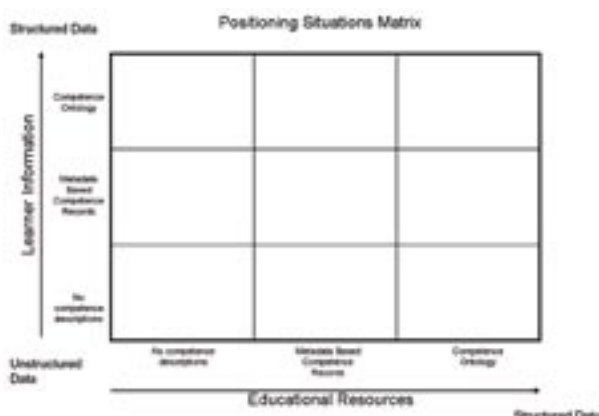 Structured Data
Positioning Situations Matrix
Competence
Ontology
Metadata
Based
Competence
Records
No
competence
descriptions
Learner Information
Unstructured
Data
No competence
descriptions
Metadata Based
Competence
Records
Competence
Ontology
Educational Resources
Structured Data